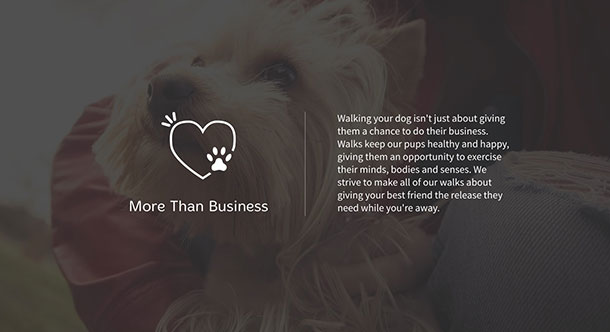 More Than Business
Walking your dog isn't just about giving
them a chance to do their business.
Walks keep our pups healthy and happy,
giving them an opportunity to exercise
their minds, bodies and senses. We
strive to make all of our walks about
giving your best friend the release they
need while you're away.